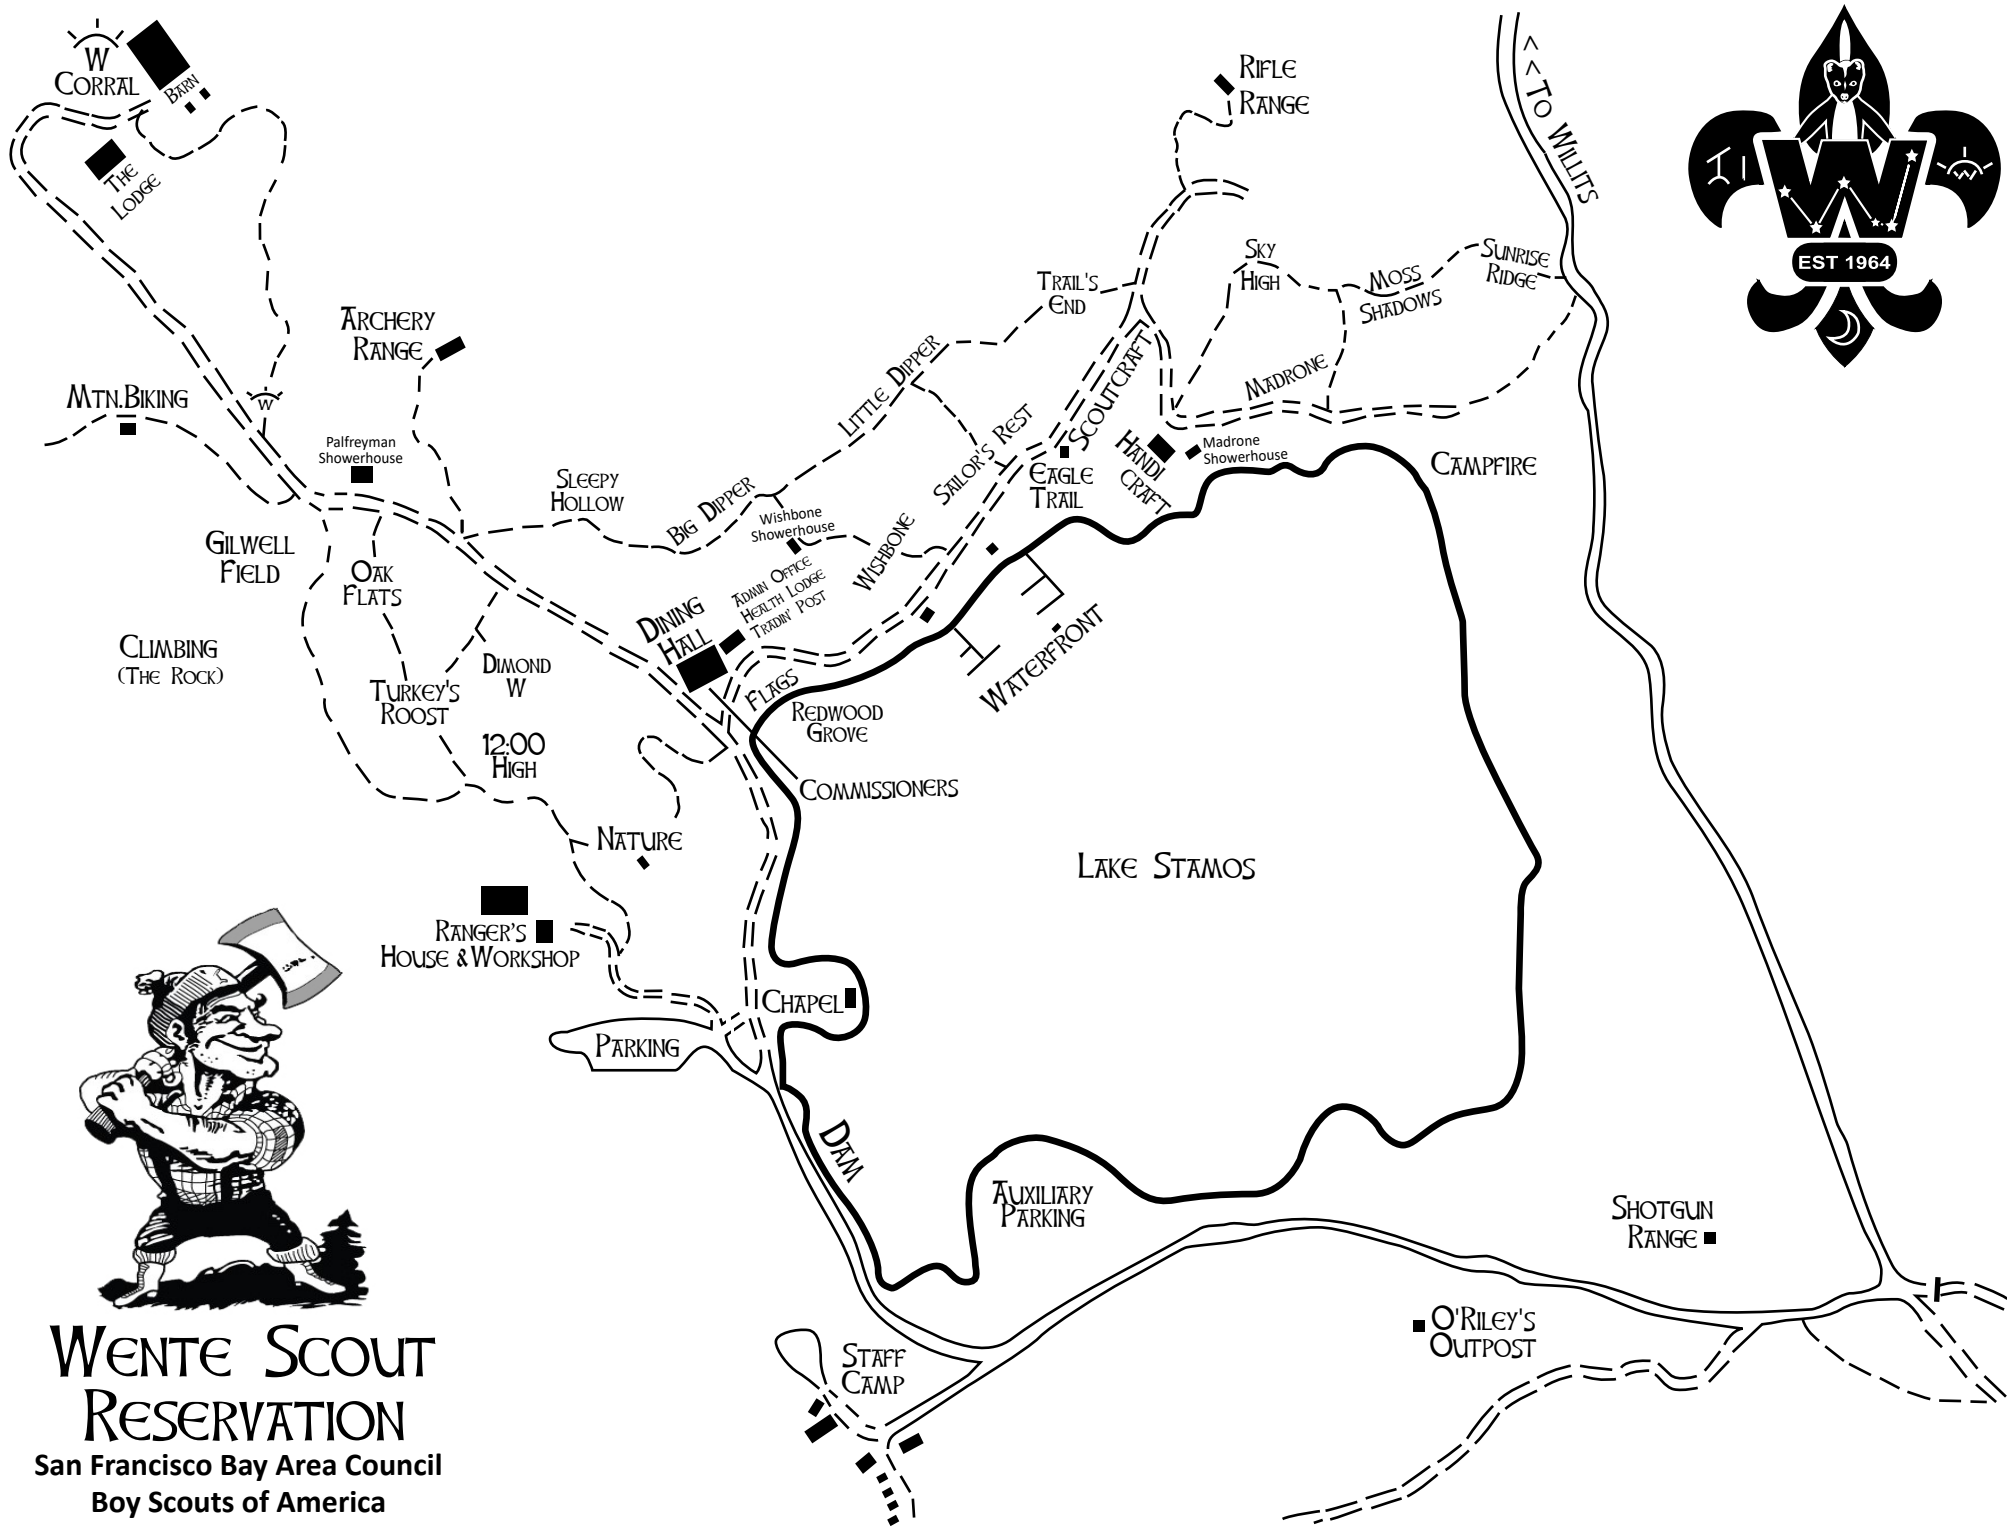 W
CORRAL
BARN
THE
LODGE
RIFLE
RANGE
< <TO WILLITS
W
EST 1964
SKY
HIGH
MOSS
SHADOWS
SUNRISE
RIDGE
TRAIL'S
END
ARCHERY
RANGE
MTN.BIKING
W
Palfreyman
Showerhouse
LITTLE DIPPER
SAILOR'S REST
SCOUTCRAFT
MADRONE
Madrone
Showerhouse
HANDI
CRAFT
CAMPFIRE
EAGLE
TRAIL
SLEEPY
HOLLOW
BIG DIPPER
Wishbone
Showerhouse
WISHBONE
GILWELL
FIELD
OAK
FLATS
ADMIN OFFICE
HEALTH LODGE
TRADIN' POST
DINING
HALL
CLIMBING
(THE ROCK)
DIMOND
W
TURKEY'S
ROOST
FLAGS
REDWOOD
GROVE
WATERFRONT
12:00
HIGH
COMMISSIONERS
NATURE
LAKE STAMOS
RANGER'S
HOUSE & WORKSHOP
CHAPEL
PARKING
DAM
AUXILIARY
PARKING
SHOTGUN
RANGE
O'RILEY'S
OUTPOST
STAFF
CAMP
WENTE SCOUT
RESERVATION
San Francisco Bay Area Council
Boy Scouts of America